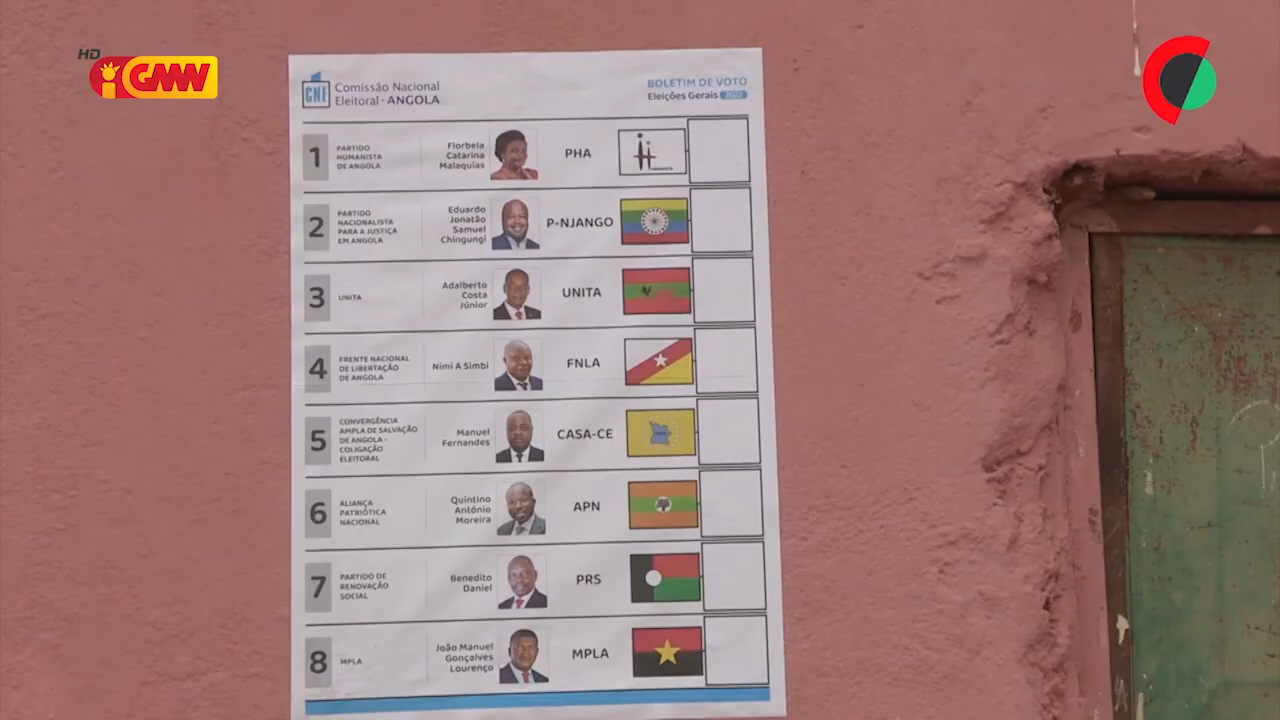 HD
iGMW
CNE
Comissão Nacional
Eleitoral - ANGOLA
BOLETIM DE VOTO
Eleições Gerais 2022
1
PARTIDO
HUMANISTA
DE ANGOLA
Florbela
Catarina
Malaquias
PHA
2
PARTIDO
NACIONALISTA
PARA A JUSTIÇA
EM ANGOLA
Eduardo
Jonatão
Samuel
Chingungi
P-NJANGO
3
UNITA
Adalberto
Costa
Júnior
UNITA
4
FRENTE NACIONAL
DE LIBERTAÇÃO
DE ANGOLA
Nimi A Simbi
FNLA
5
CONVERGÊNCIA
AMPLA DE SALVAÇÃO
DE ANGOLA -
COLIGAÇÃO
ELEITORAL
Manuel
Fernandes
CASA-CE
6
ALIANÇA
PATRIÓTICA
NACIONAL
Quintino
António
Moreira
APN
7
PARTIDO DE
RENOVAÇÃO
SOCIAL
Benedito
Daniel
PRS
8
MPLA
João Manuel
Gonçalves
Lourenço
MPLA